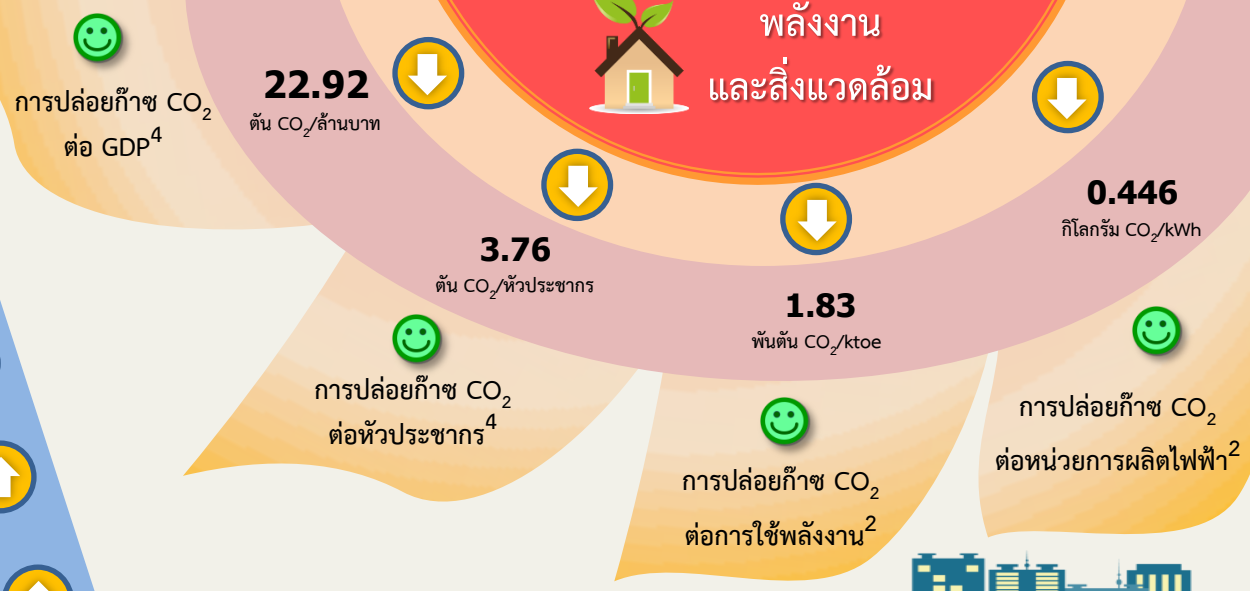 พลังงาน
และสิ่งแวดล้อม
การปล่อยก๊าซ CO₂
ต่อ GDP⁴
22.92
ตัน CO₂/ล้านบาท
3.76
ตัน CO₂/หัวประชากร
การปล่อยก๊าซ CO₂
ต่อหัวประชากร⁴
1.83
พันตัน CO₂/ktoe
การปล่อยก๊าซ CO₂
ต่อการใช้พลังงาน²
0.446
กิโลกรัม CO₂/kWh
การปล่อยก๊าซ CO₂
ต่อหน่วยการผลิตไฟฟ้า²